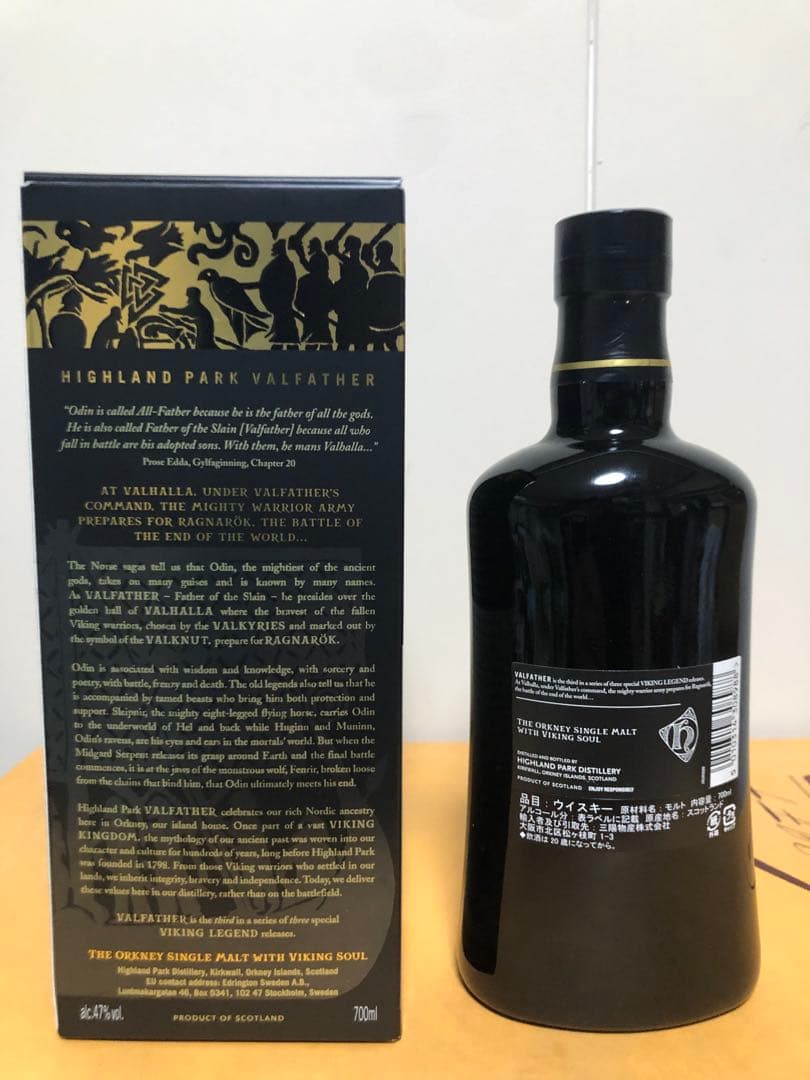 HIGHLAND PARK VALFATHER
"Odin is called All-Father because he is the father of all the gods.
He is also called Father of the Slain [Valfather] because all who
fall in battle are his adopted sons. With them, he mans Valhalla..."
Prose Edda, Gylfaginning, Chapter 20
AT VALHALLA, UNDER VALFATHER'S
COMMAND, THE MIGHTY WARRIOR ARMY
PREPARES FOR RAGNARÖK, THE BATTLE OF
THE END OF THE WORLD...
The Norse sagas tell us that Odin, the mightiest of the ancient
gods, takes on many guises and is known by many names.
As VALFATHER – Father of the Slain – he presides over the
golden hall of VALHALLA where the bravest of the fallen
Viking warriors, chosen by the VALKYRIES and marked out by
the symbol of the VALKNUT, prepare for RAGNARÖK.
Odin is associated with wisdom and knowledge, with sorcery and
poetry, with battle, frenzy and death. The old legends also tell us that he
is accompanied by tamed beasts who bring him both protection and
support. Sleipnir, the mighty eight-legged flying horse, carries Odin
to the underworld of Hel and back while Huginn and Muninn,
Odin's ravens, are his eyes and ears in the mortals' world. But when the
Midgard Serpent releases its grasp around Earth and the final battle
commences, it is at the jaws of the monstrous wolf, Fenrir, broken loose
from the chains that bind him, that Odin ultimately meets his end.
Highland Park VALFATHER celebrates our rich Nordic ancestry
here in Orkney, our island home. Once part of a vast VIKING
KINGDOM, the mythology of our ancient past was woven into our
character and culture for hundreds of years, long before Highland Park
was founded in 1798. From those Viking warriors who settled in our
lands, we inherit integrity, bravery and independence. Today, we deliver
these values here in our distillery, rather than on the battlefield.
VALFATHER is the third in a series of three special
VIKING LEGEND releases.
THE ORKNEY SINGLE MALT WITH VIKING SOUL
Highland Park Distillery, Kirkwall, Orkney Islands, Scotland
EU contact address: Edrington Sweden A.B.,
Luntmakargatan 46, Box 5341, 102 47 Stockholm, Sweden
alc.47%vol.
PRODUCT OF SCOTLAND
700ml
VALFATHER is the third in a series of three special VIKING LEGEND releases.
At Valhalla, under Valfather's command, the mighty warrior army prepares for Ragnarök,
the battle of the end of the world...
THE ORKNEY SINGLE MALT
WITH VIKING SOUL
DISTILLED AND BOTTLED BY
HIGHLAND PARK DISTILLERY
KIRKWALL, ORKNEY ISLANDS, SCOTLAND
PRODUCT OF SCOTLAND ENJOY RESPONSIBLY
品目：ウイスキー 原材料名：モルト 内容量：700ml
アルコール分：表ラベルに記載 原産地名：スコットランド
輸入者及び引取先：三陽物産株式会社
大阪市北区松ヶ枝町 1-3
◆飲酒は 20 歳になってから。